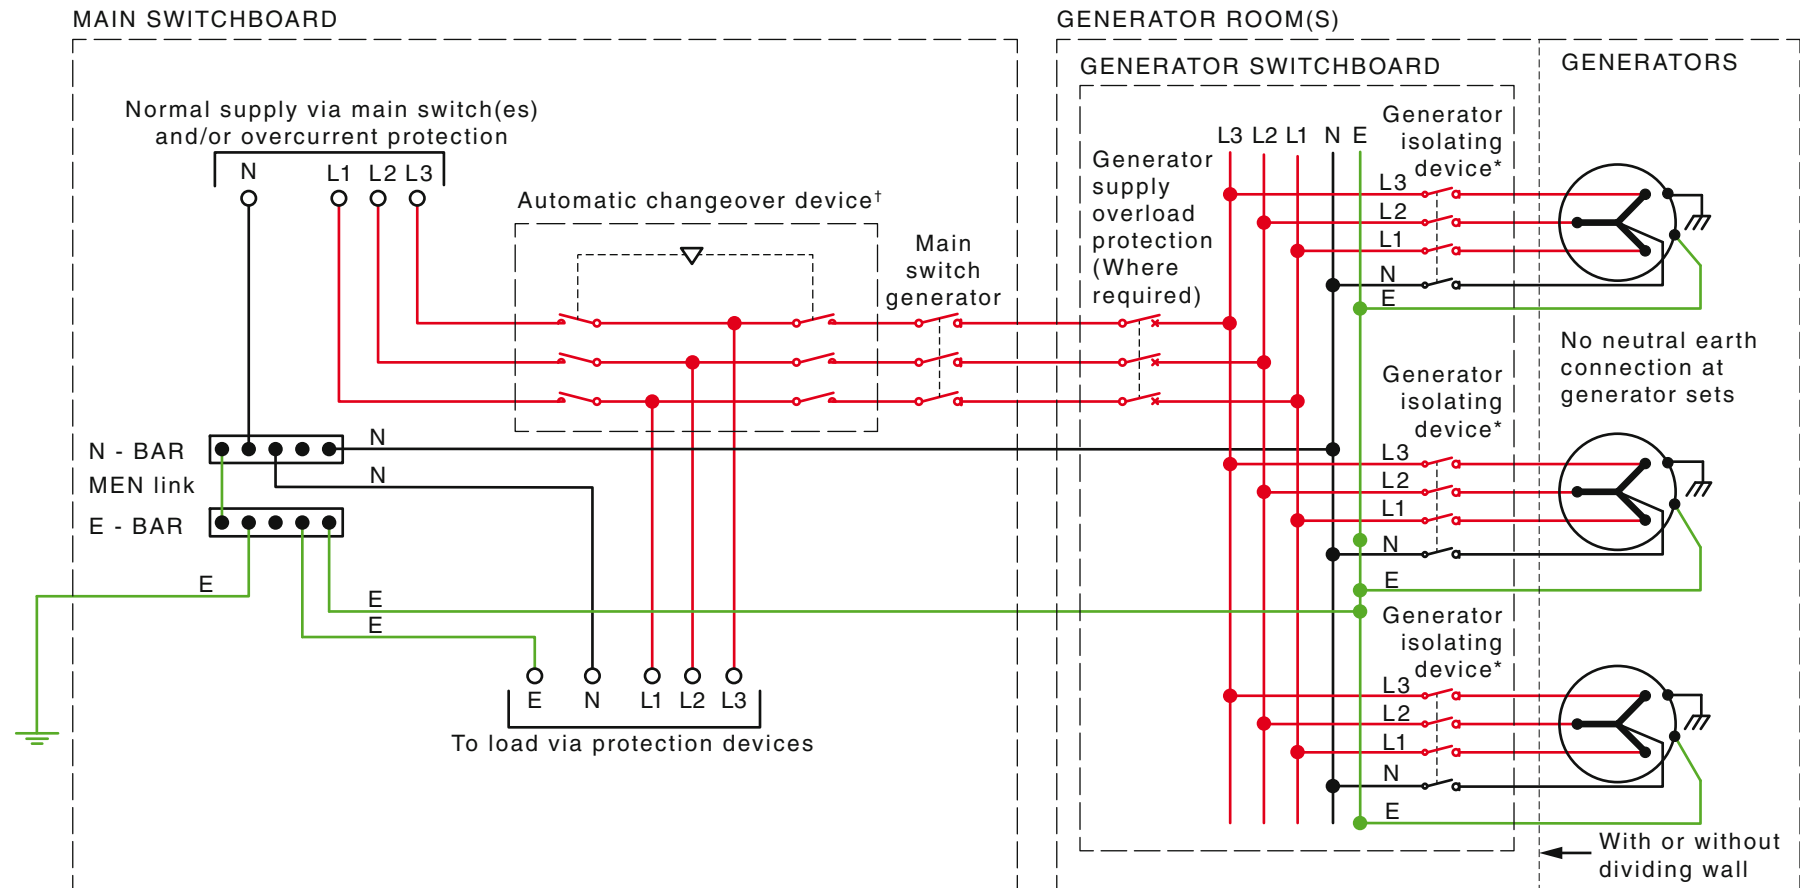 MAIN SWITCHBOARD
Normal supply via main switch(es)
and/or overcurrent protection
N L1 L2 L3
Automatic changeover device†
Main
switch
generator
N - BAR
MEN link
E - BAR
N
N
E
E
E
E N L1 L2 L3
To load via protection devices
GENERATOR ROOM(S)
GENERATOR SWITCHBOARD
GENERATORS
L3 L2 L1 N E
Generator
supply
overload
protection
(Where
required)
Generator
isolating
device*
L3
L2
L1
N
E
No neutral earth
connection at
generator sets
Generator
isolating
device*
L3
L2
L1
N
E
Generator
isolating
device*
L3
L2
L1
N
E
With or without
dividing wall